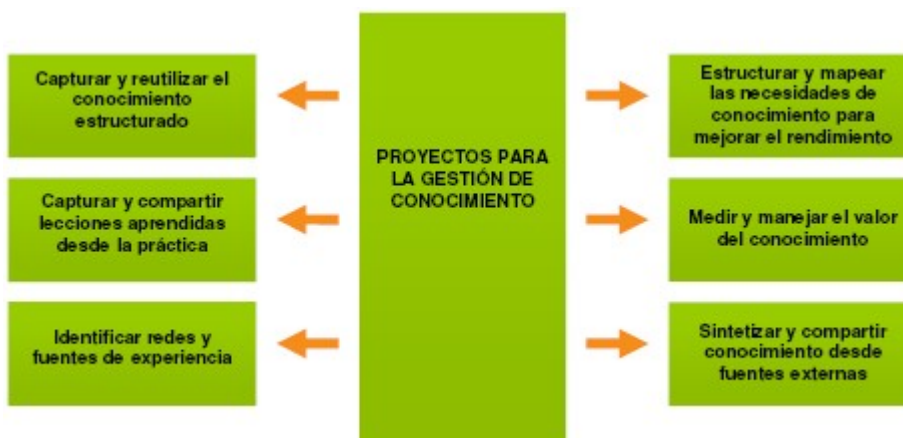 Capturar y reutilizar el
conocimiento
estructurado
Capturar y compartir
lecciones aprendidas
desde la práctica
Identificar redes y
fuentes de experiencia
PROYECTOS PARA
LA GESTIÓN DE
CONOCIMIENTO
Estructurar y mapear
las necesidades de
conocimiento para
mejorar el rendimiento
Medir y manejar el valor
del conocimiento
Sintetizar y compartir
conocimiento desde
fuentes externas